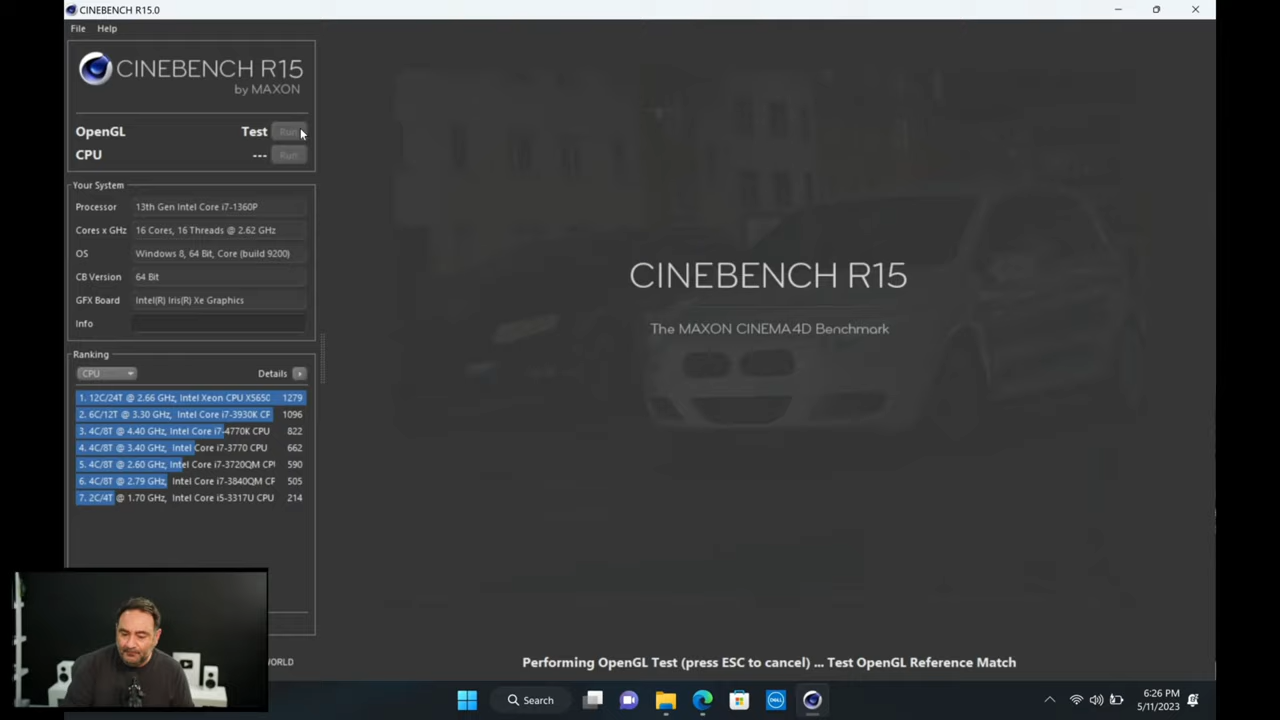 CINEBENCH R15.0
File Help
CINEBENCH R15
by MAXON
OpenGL Test Run
CPU --- Run
Your System
Processor 13th Gen Intel Core i7-1360P
Cores x GHz 16 Cores, 16 Threads @ 2.62 GHz
OS Windows 8, 64 Bit, Core (build 9200)
CB Version 64 Bit
GFX Board Intel(R) Iris(R) Xe Graphics
Info
Ranking
CPU Details
1. 12C/24T @ 2.66 GHz, Intel Xeon CPU X5650 1279
2. 6C/12T @ 3.30 GHz, Intel Core i7-3930K CP 1096
3. 4C/8T @ 4.40 GHz, Intel Core i7-4770K CPU 822
4. 4C/8T @ 3.40 GHz, Intel Core i7-3770 CPU 662
5. 4C/8T @ 2.60 GHz, Intel Core i7-3720QM CPU 590
6. 4C/8T @ 2.79 GHz, Intel Core i7-3840QM CP 505
7. 2C/4T @ 1.70 GHz, Intel Core i5-3317U CPU 214
CINEBENCH R15
The MAXON CINEMA4D Benchmark
WORLD
Performing OpenGL Test (press ESC to cancel) ... Test OpenGL Reference Match
Search
DELL
6:26 PM
5/11/2023